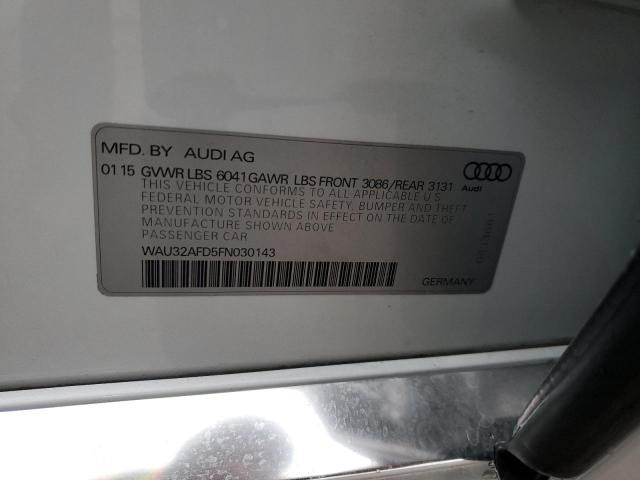 MFD. BY AUDI AG
01 15 GVWR LBS 6041 GAWR LBS FRONT 3086/REAR 3131
Audi
THIS VEHICLE CONFORMS TO ALL APPLICABLE U S
FEDERAL MOTOR VEHICLE SAFETY, BUMPER AND THEFT
PREVENTION STANDARDS IN EFFECT ON THE DATE OF
MANUFACTURE SHOWN ABOVE
PASSENGER CAR
WAU32AFD5FN030143
GERMANY